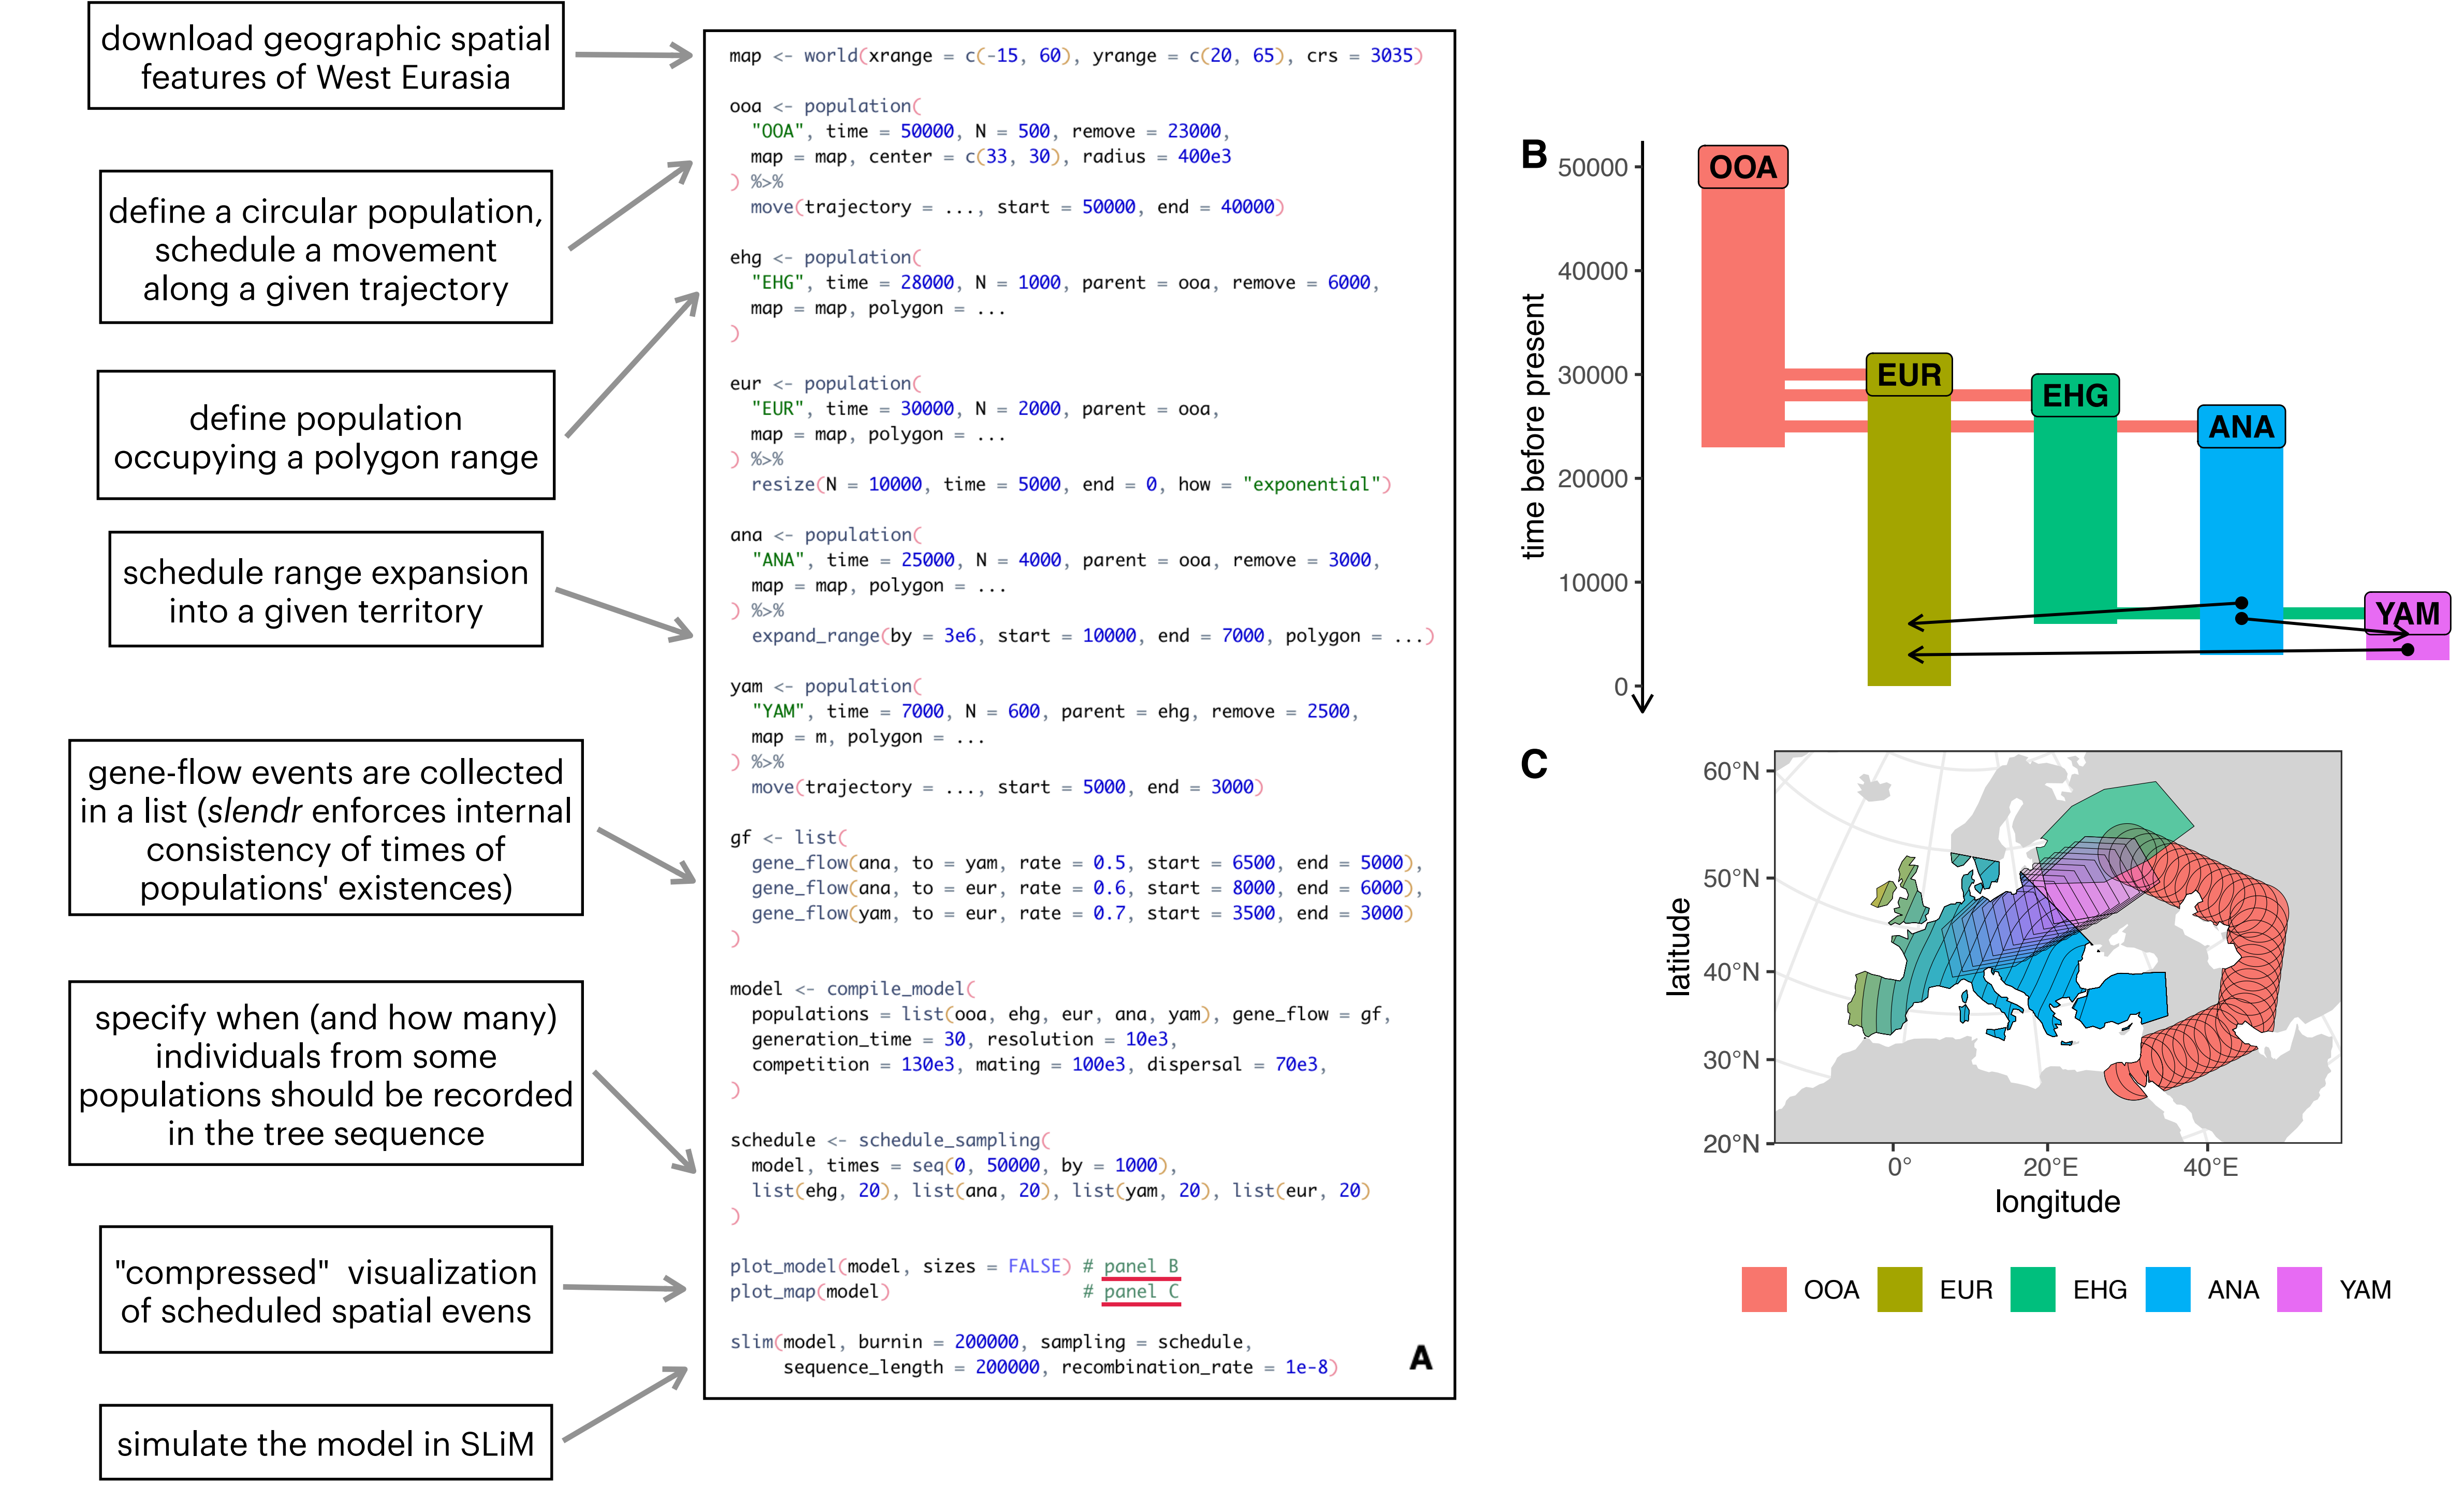 download geographic spatial
features of West Eurasia
define a circular population,
schedule a movement
along a given trajectory
define population
occupying a polygon range
schedule range expansion
into a given territory
gene-flow events are collected
in a list (slendr enforces internal
consistency of times of
populations' existences)
specify when (and how many)
individuals from some
populations should be recorded
in the tree sequence
"compressed" visualization
of scheduled spatial evens
simulate the model in SLiM
map <- world(xrange = c(-15, 60), yrange = c(20, 65), crs = 3035)
ooa <- population(
"OOA", time = 50000, N = 500, remove = 23000,
map = map, center = c(33, 30), radius = 400e3
) %>%
move(trajectory = ..., start = 50000, end = 40000)
ehg <- population(
"EHG", time = 28000, N = 1000, parent = ooa, remove = 6000,
map = map, polygon = ...
)
eur <- population(
"EUR", time = 30000, N = 2000, parent = ooa,
map = map, polygon = ...
) %>%
resize(N = 10000, time = 5000, end = 0, how = "exponential")
ana <- population(
"ANA", time = 25000, N = 4000, parent = ooa, remove = 3000,
map = map, polygon = ...
) %>%
expand_range(by = 3e6, start = 10000, end = 7000, polygon = ...)
yam <- population(
"YAM", time = 7000, N = 600, parent = ehg, remove = 2500,
map = m, polygon = ...
) %>%
move(trajectory = ..., start = 5000, end = 3000)
gf <- list(
gene_flow(ana, to = yam, rate = 0.5, start = 6500, end = 5000),
gene_flow(ana, to = eur, rate = 0.6, start = 8000, end = 6000),
gene_flow(yam, to = eur, rate = 0.7, start = 3500, end = 3000)
)
model <- compile_model(
populations = list(ooa, ehg, eur, ana, yam), gene_flow = gf,
generation_time = 30, resolution = 10e3,
competition = 130e3, mating = 100e3, dispersal = 70e3,
)
schedule <- schedule_sampling(
model, times = seq(0, 50000, by = 1000),
list(ehg, 20), list(ana, 20), list(yam, 20), list(eur, 20)
)
plot_model(model, sizes = FALSE) # panel B
plot_map(model) # panel C
slim(model, burnin = 200000, sampling = schedule,
sequence_length = 200000, recombination_rate = 1e-8)
A
B
time before present
50000
40000
30000
20000
10000
0
OOA
EUR
EHG
ANA
YAM
C
latitude
60°N
50°N
40°N
30°N
20°N
0°
20°E
40°E
longitude
OOA
EUR
EHG
ANA
YAM